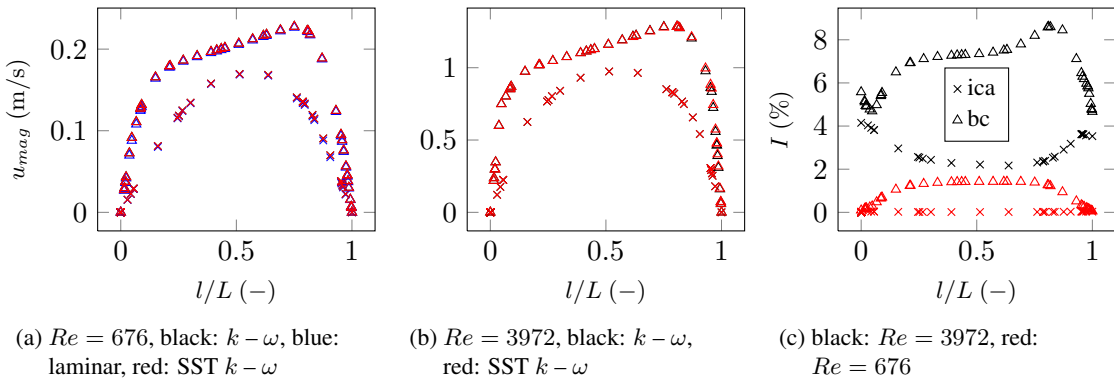 u_mag (m/s)
0.2
0.1
0
0
0.5
1
l/L (−)
(a) Re = 676, black: k − ω, blue:
laminar, red: SST k − ω
u_mag (m/s)
1
0.5
0
0
0.5
1
l/L (−)
(b) Re = 3972, black: k − ω,
red: SST k − ω
I (%)
8
6
4
2
0
ica
bc
0
0.5
1
l/L (−)
(c) black: Re = 3972, red:
Re = 676